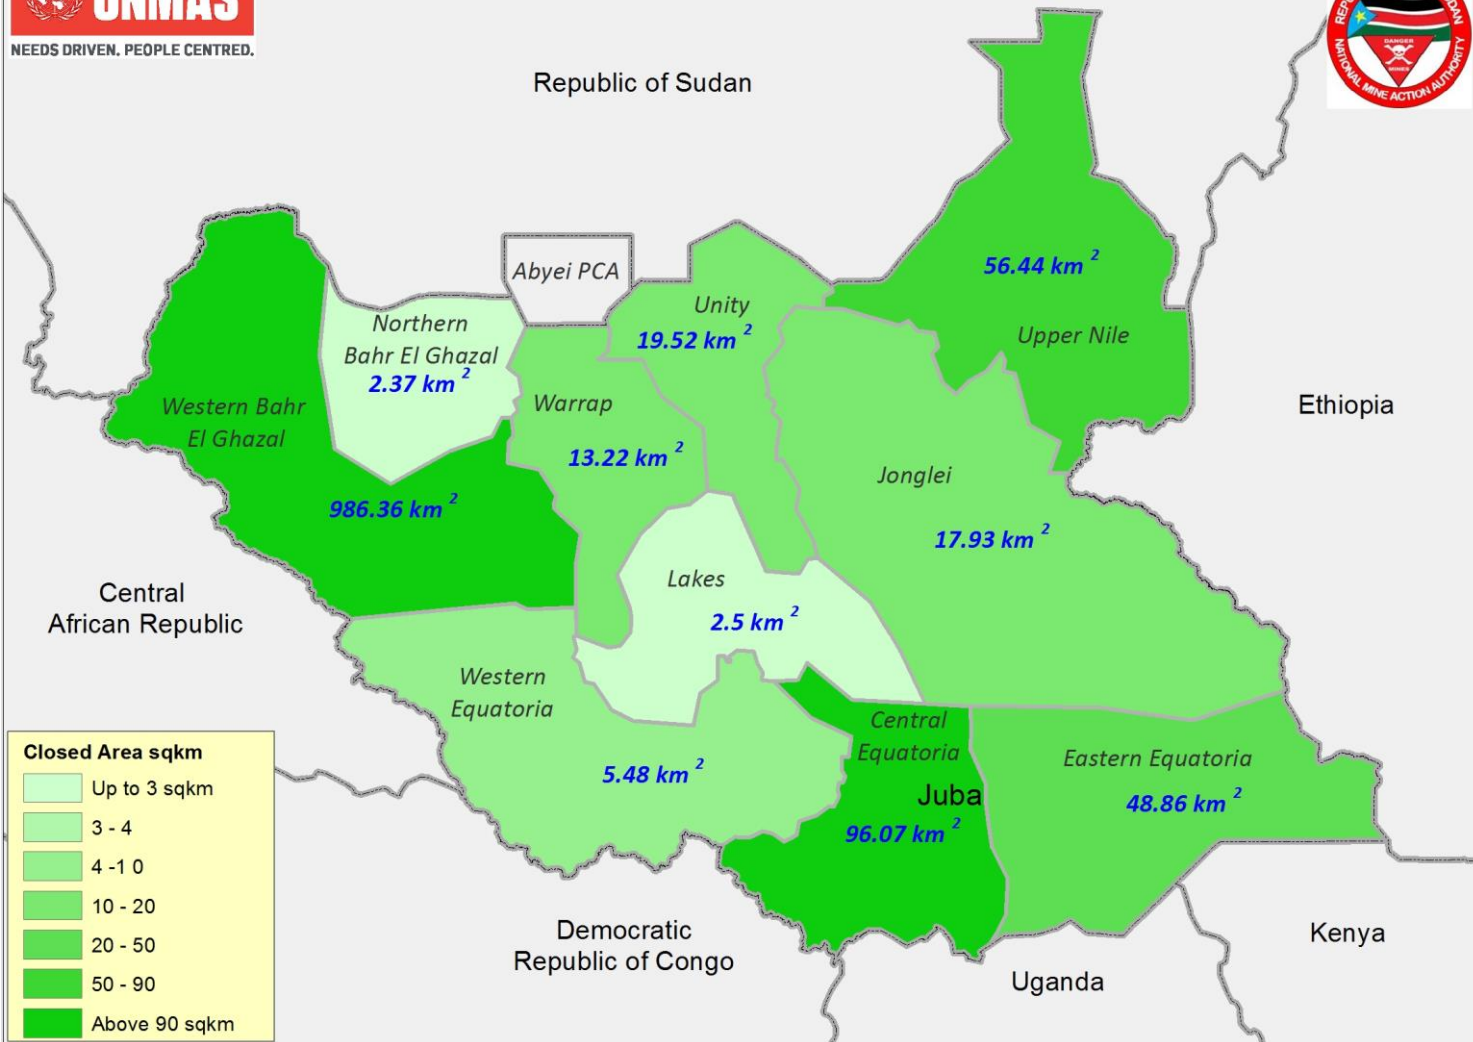 UNMAS
NEEDS DRIVEN. PEOPLE CENTRED.
NATIONAL MINE ACTION AUTHORITY
DANGER
MINES
Republic of Sudan
Abyei PCA
56.44 km 2
Upper Nile
Unity
19.52 km 2
Northern
Bahr El Ghazal
2.37 km 2
Western Bahr
El Ghazal
986.36 km 2
Warrap
13.22 km 2
Ethiopia
Jonglei
17.93 km 2
Lakes
2.5 km 2
Central
African Republic
Western
Equatoria
5.48 km 2
Central
Equatoria
Juba
96.07 km 2
Eastern Equatoria
48.86 km 2
Democratic
Republic of Congo
Uganda
Kenya
Closed Area sqkm
Up to 3 sqkm
3 - 4
4 -1 0
10 - 20
20 - 50
50 - 90
Above 90 sqkm